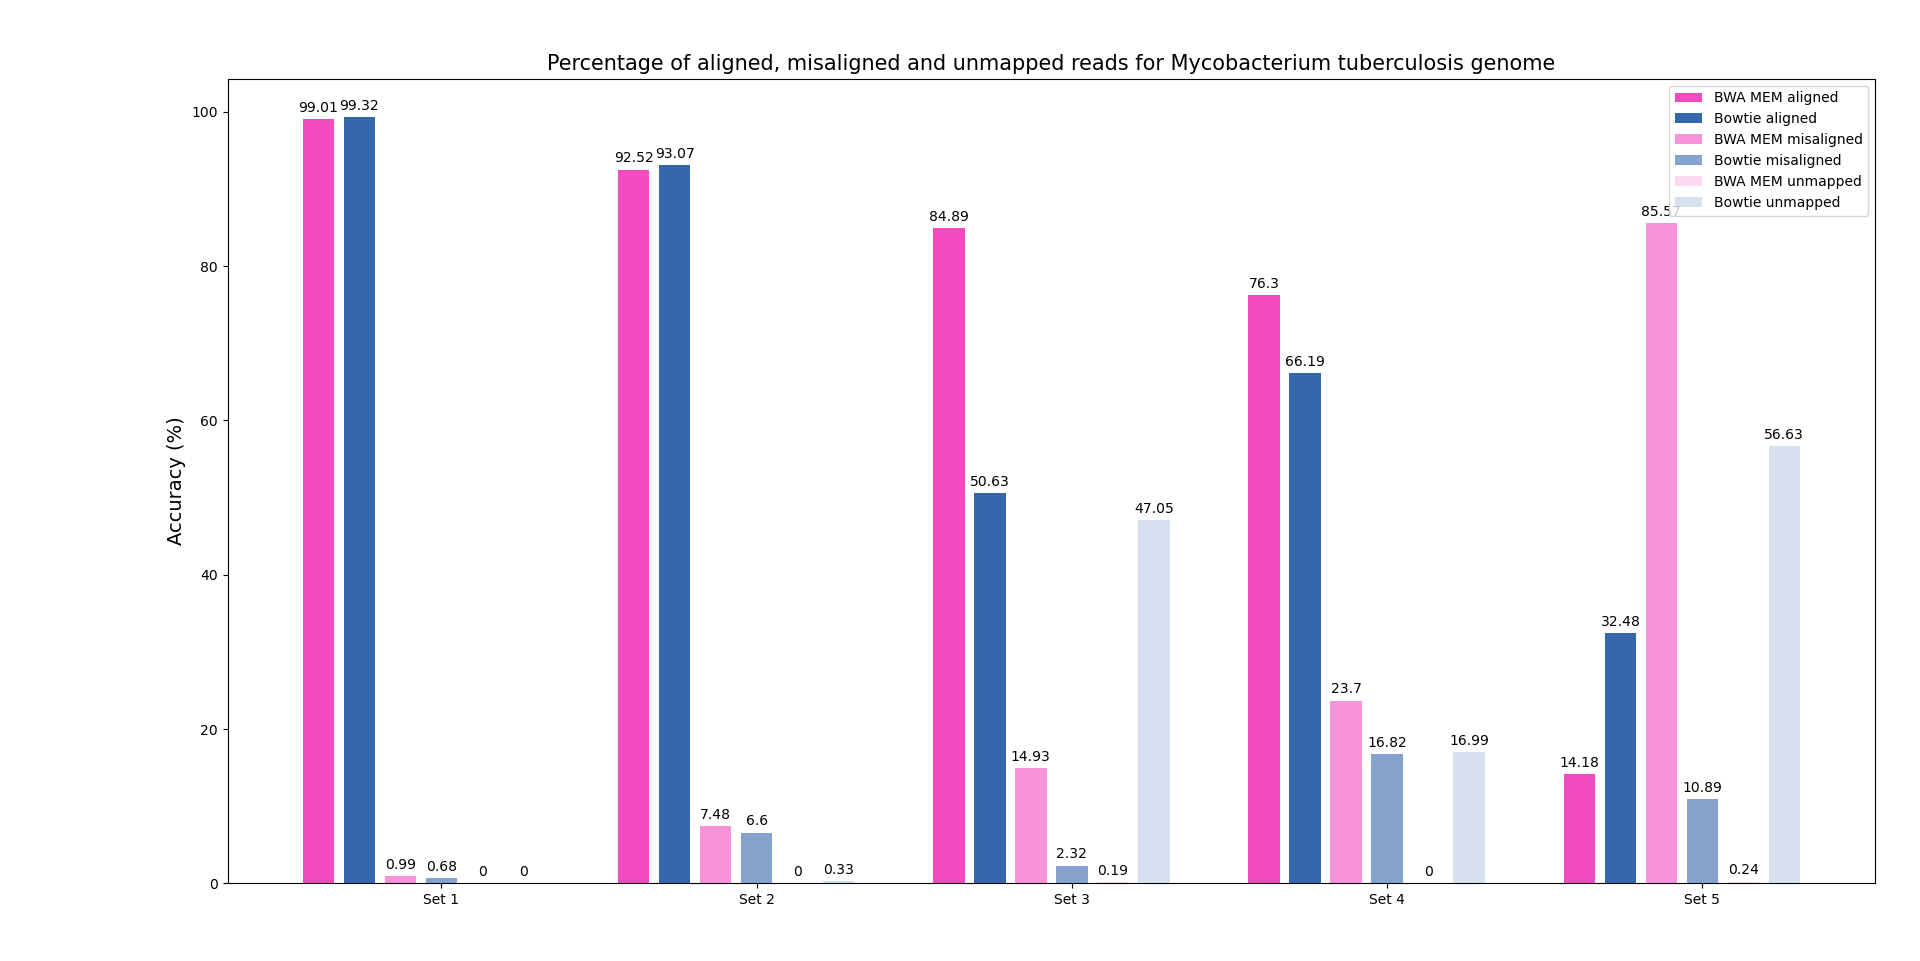 Percentage of aligned, misaligned and unmapped reads for Mycobacterium tuberculosis genome
BWA MEM aligned
Bowtie aligned
BWA MEM misaligned
Bowtie misaligned
BWA MEM unmapped
Bowtie unmapped
Accuracy (%)
100
80
60
40
20
0
99.01 99.32 0.99 0.68 0 0
92.52 93.07 7.48 6.6 0 0.33
84.89 50.63 14.93 2.32 0.19 47.05
76.3 66.19 23.7 16.82 0 16.99
14.18 32.48 85.57 10.89 0.24 56.63
Set 1 Set 2 Set 3 Set 4 Set 5